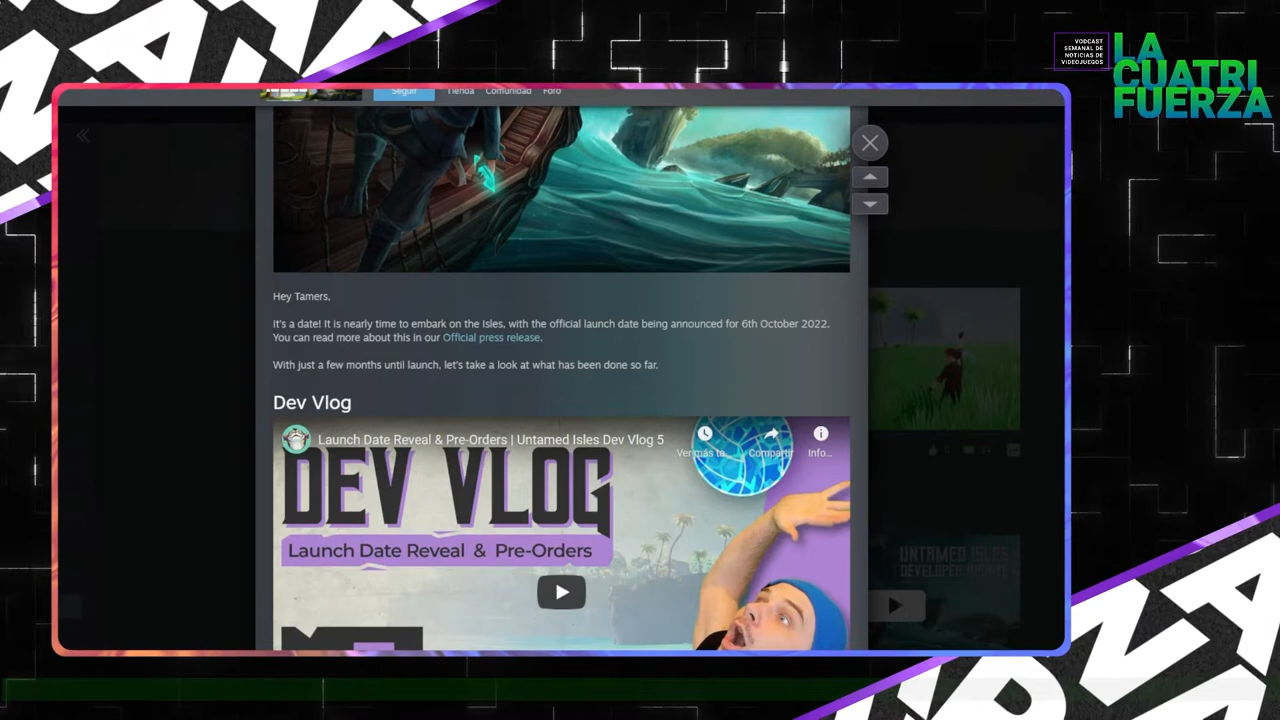 VODCAST
SEMANAL DE
NOTICIAS DE
VIDEOJUEGOS
LA
CUATRI
FUERZA
Seguir Tienda Comunidad Foro
Hey Tamers,
It's a date! It is nearly time to embark on the Isles, with the official launch date being announced for 6th October 2022.
You can read more about this in our Official press release.
With just a few months until launch, let's take a look at what has been done so far.
Dev Vlog
Launch Date Reveal & Pre-Orders | Untamed Isles Dev Vlog 5
Ver más ta... Compartir Info...
DEV VLOG
Launch Date Reveal & Pre-Orders
UNTAMED ISLES
DEVELOPER UPDATE